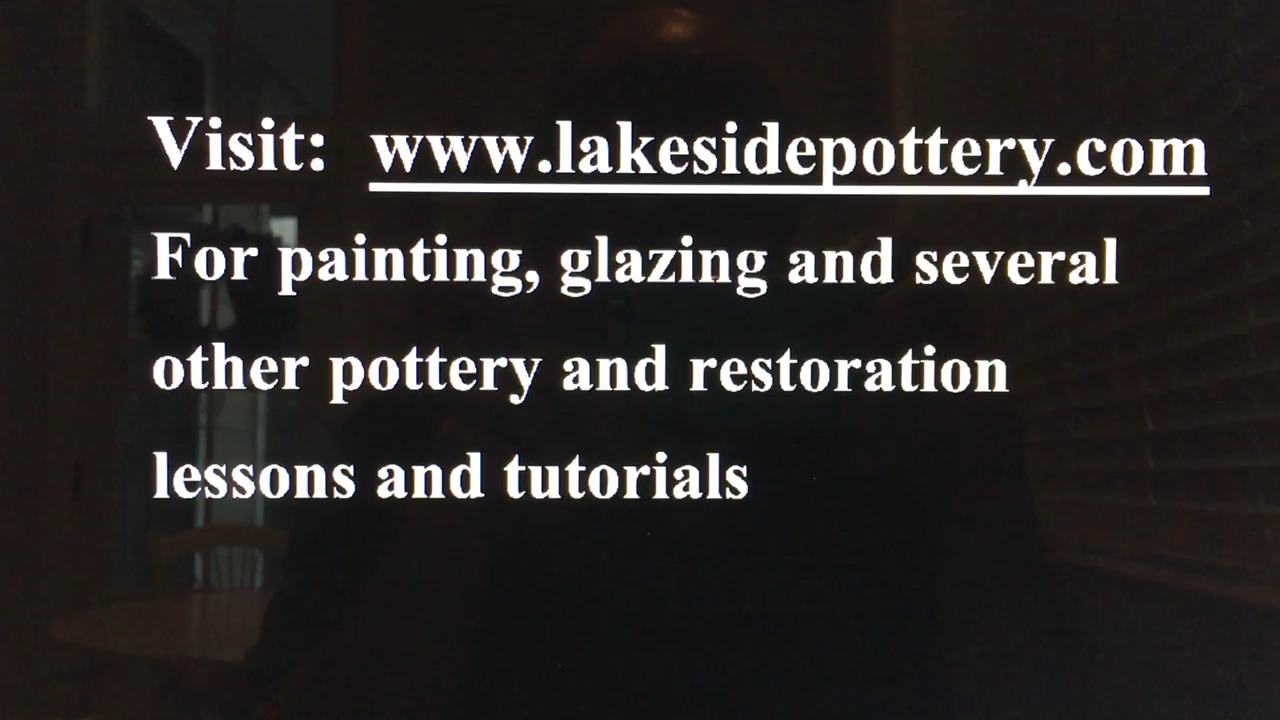 Visit: www.lakesidepottery.com
For painting, glazing and several
other pottery and restoration
lessons and tutorials